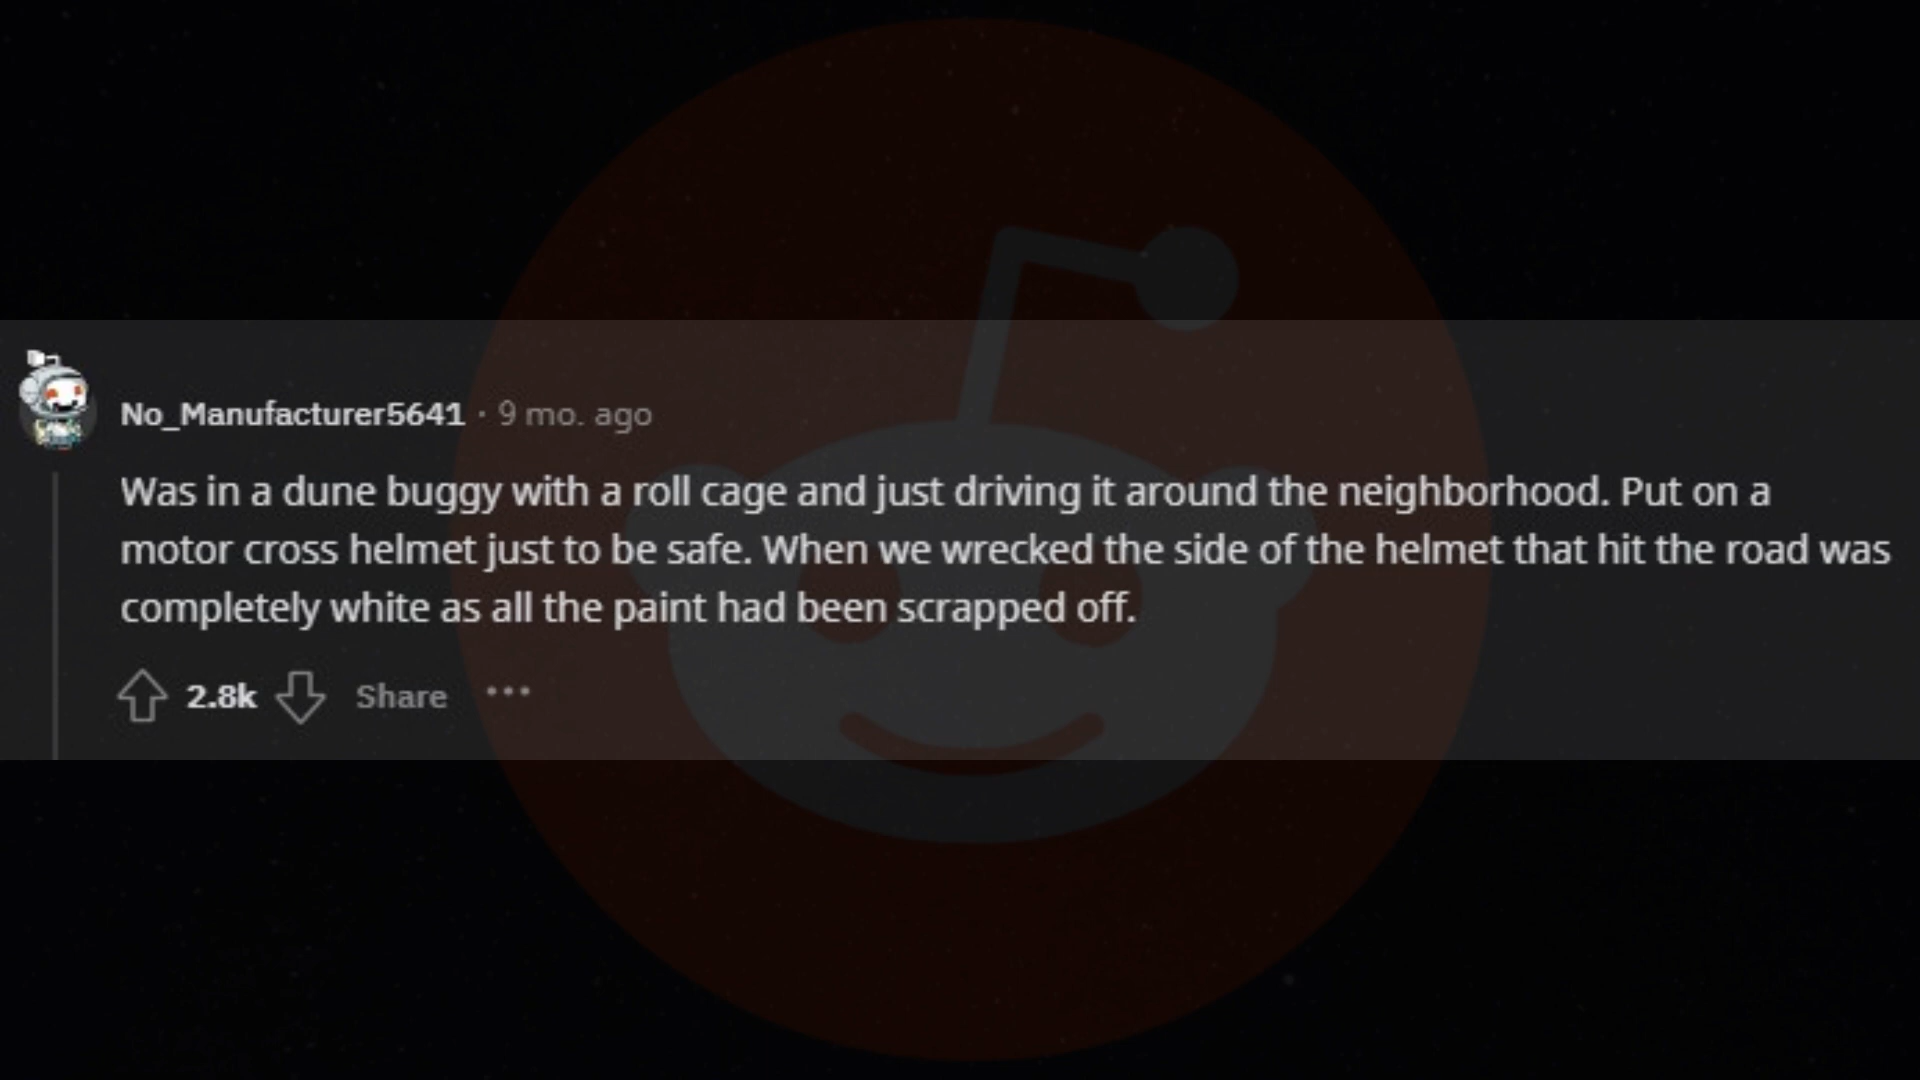 No_Manufacturer5641 · 9 mo. ago
Was in a dune buggy with a roll cage and just driving it around the neighborhood. Put on a
motor cross helmet just to be safe. When we wrecked the side of the helmet that hit the road was
completely white as all the paint had been scrapped off.
2.8k Share ···